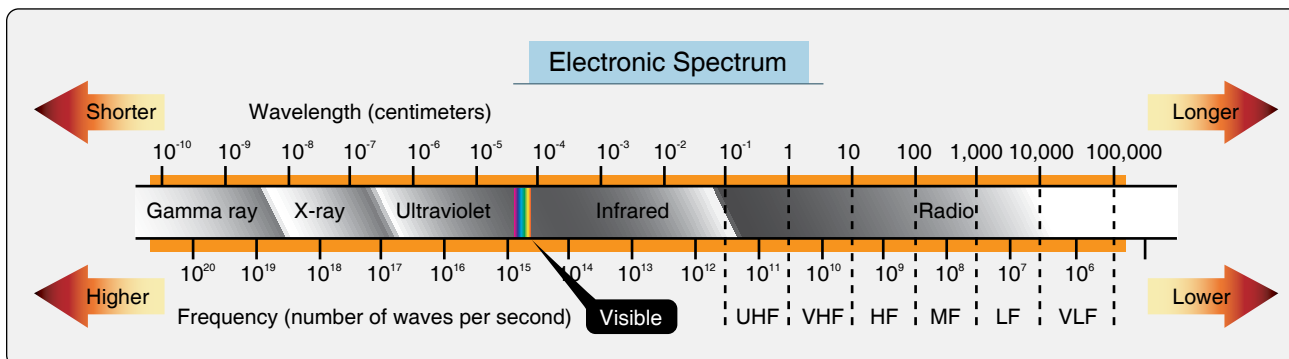 Electronic Spectrum
Shorter
Wavelength (centimeters)
Longer
10⁻¹⁰ 10⁻⁹ 10⁻⁸ 10⁻⁷ 10⁻⁶ 10⁻⁵ 10⁻⁴ 10⁻³ 10⁻² 10⁻¹ 1 10 100 1,000 10,000 100,000
Gamma ray X-ray Ultraviolet Infrared Radio
10²⁰ 10¹⁹ 10¹⁸ 10¹⁷ 10¹⁶ 10¹⁵ 10¹⁴ 10¹³ 10¹² 10¹¹ 10¹⁰ 10⁹ 10⁸ 10⁷ 10⁶
Higher
Frequency (number of waves per second)
Visible
UHF VHF HF MF LF VLF
Lower